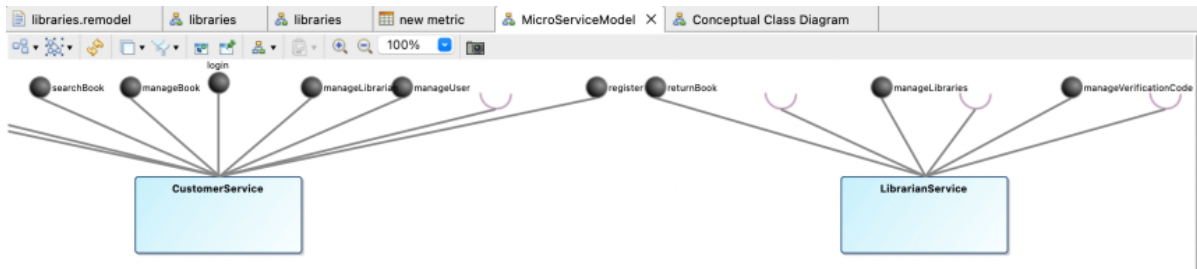 libraries.remodel
libraries
libraries
new metric
MicroServiceModel
Conceptual Class Diagram
100%
login
searchBook
manageBook
manageLibraria
manageUser
register
returnBook
manageLibraries
manageVerificationCode
CustomerService
LibrarianService